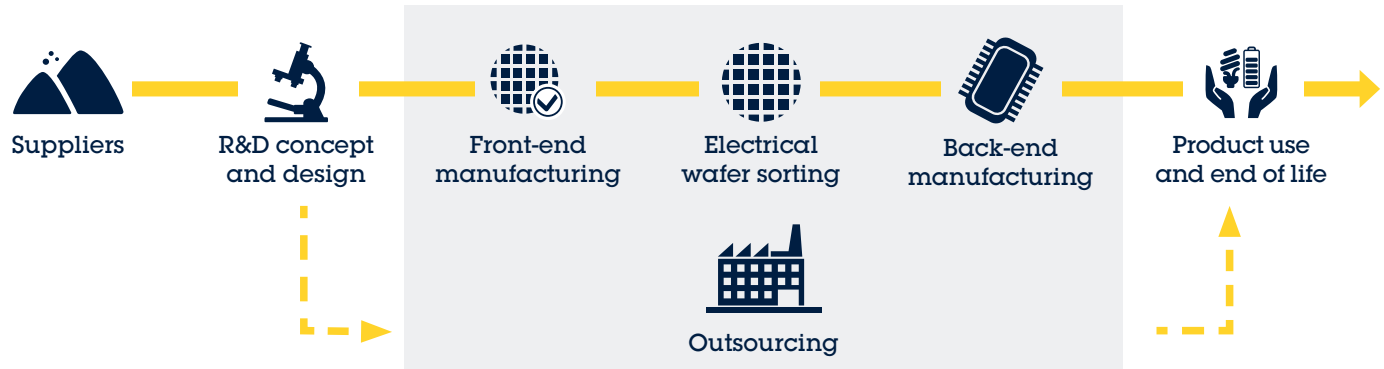 Suppliers
R&D concept
and design
Front-end
manufacturing
Electrical
wafer sorting
Back-end
manufacturing
Product use
and end of life
Outsourcing